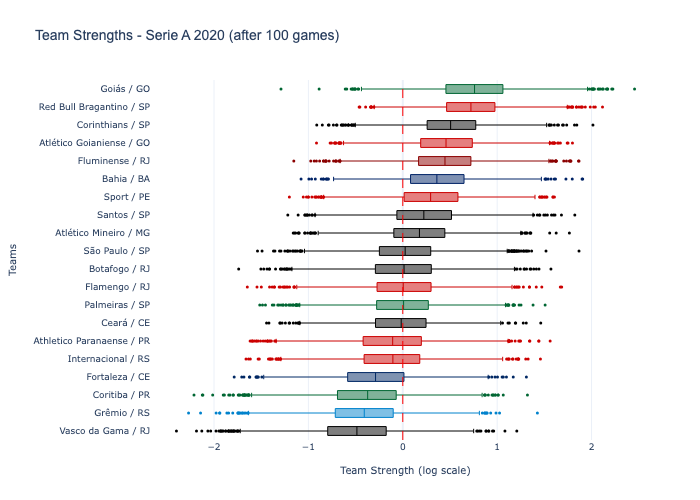 Team Strengths - Serie A 2020 (after 100 games)
Goiás / GO
Red Bull Bragantino / SP
Corinthians / SP
Atlético Goianiense / GO
Fluminense / RJ
Bahia / BA
Sport / PE
Santos / SP
Atlético Mineiro / MG
São Paulo / SP
Botafogo / RJ
Flamengo / RJ
Palmeiras / SP
Ceará / CE
Athletico Paranaense / PR
Internacional / RS
Fortaleza / CE
Coritiba / PR
Grêmio / RS
Vasco da Gama / RJ
Teams
−2 −1 0 1 2
Team Strength (log scale)